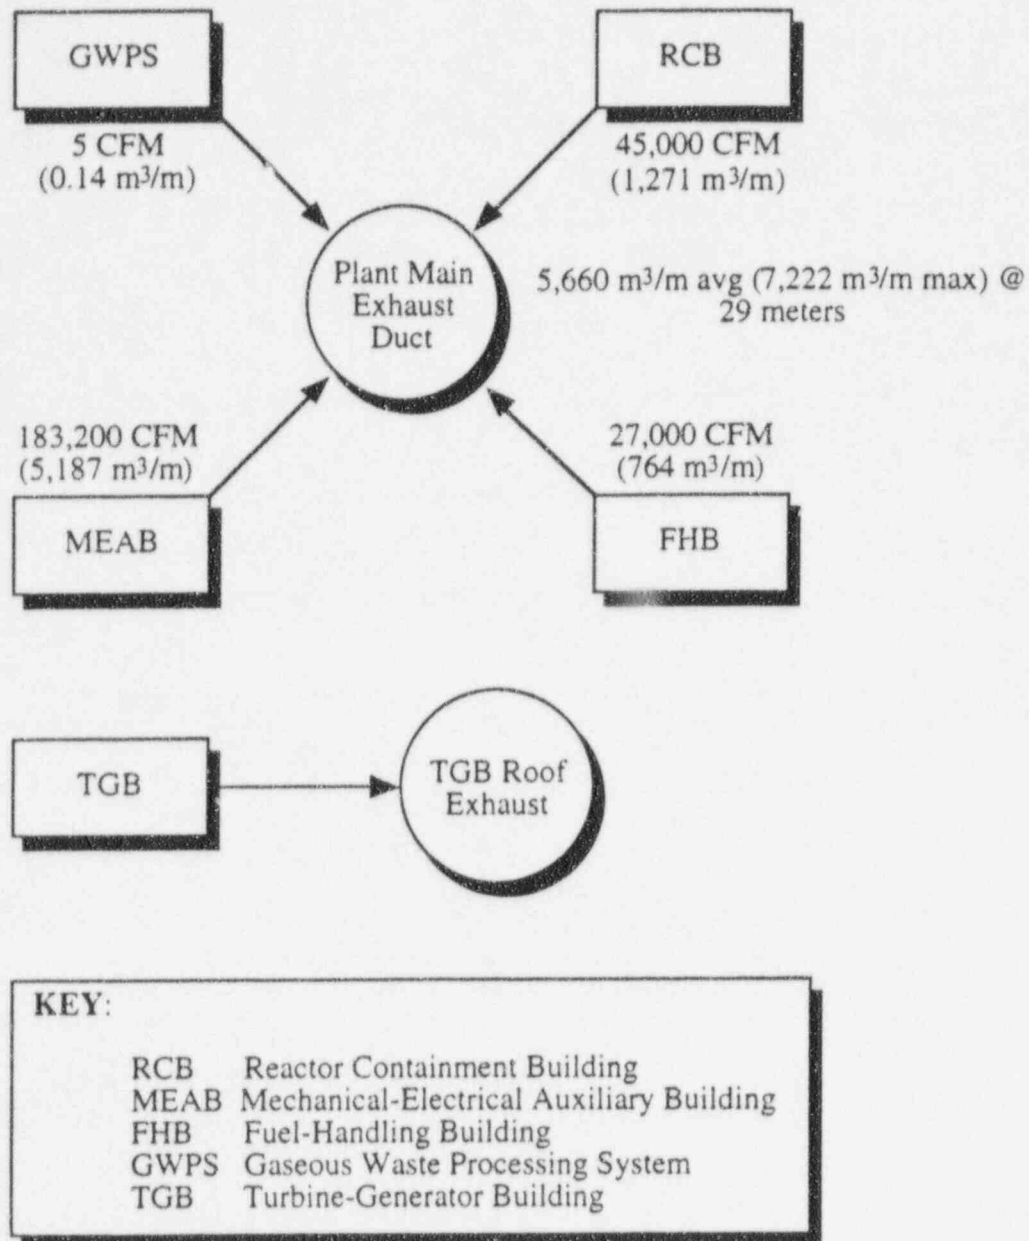 GWPS
5 CFM
(0.14 m³/m)
RCB
45,000 CFM
(1,271 m³/m)
Plant Main
Exhaust
Duct
5,660 m³/m avg (7,222 m³/m max) @
29 meters
183,200 CFM
(5,187 m³/m)
MEAB
27,000 CFM
(764 m³/m)
FHB
TGB
TGB Roof
Exhaust
KEY:
RCB Reactor Containment Building
MEAB Mechanical-Electrical Auxiliary Building
FHB Fuel-Handling Building
GWPS Gaseous Waste Processing System
TGB Turbine-Generator Building